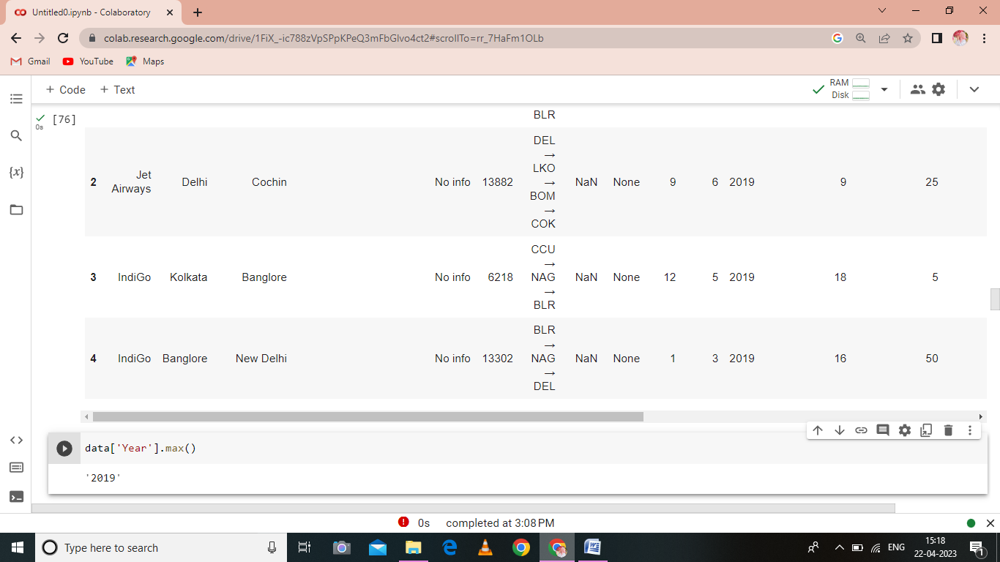 Untitled0.ipynb - Colaboratory
colab.research.google.com/drive/1FiX_-ic788zVpSPpKPeQ3mFbGlvo4ct2#scrollTo=rr_7HaFm1OLb
Gmail YouTube Maps
+ Code + Text
RAM
Disk
[76]
0s
BLR
2 Jet Airways Delhi Cochin No info 13882 DEL → LKO → BOM → COK NaN None 9 6 2019 9 25
3 IndiGo Kolkata Banglore No info 6218 CCU → NAG → BLR NaN None 12 5 2019 18 5
4 IndiGo Banglore New Delhi No info 13302 BLR → NAG → DEL NaN None 1 3 2019 16 50
data['Year'].max()
'2019'
0s completed at 3:08 PM
Type here to search
ENG
15:18
22-04-2023
1